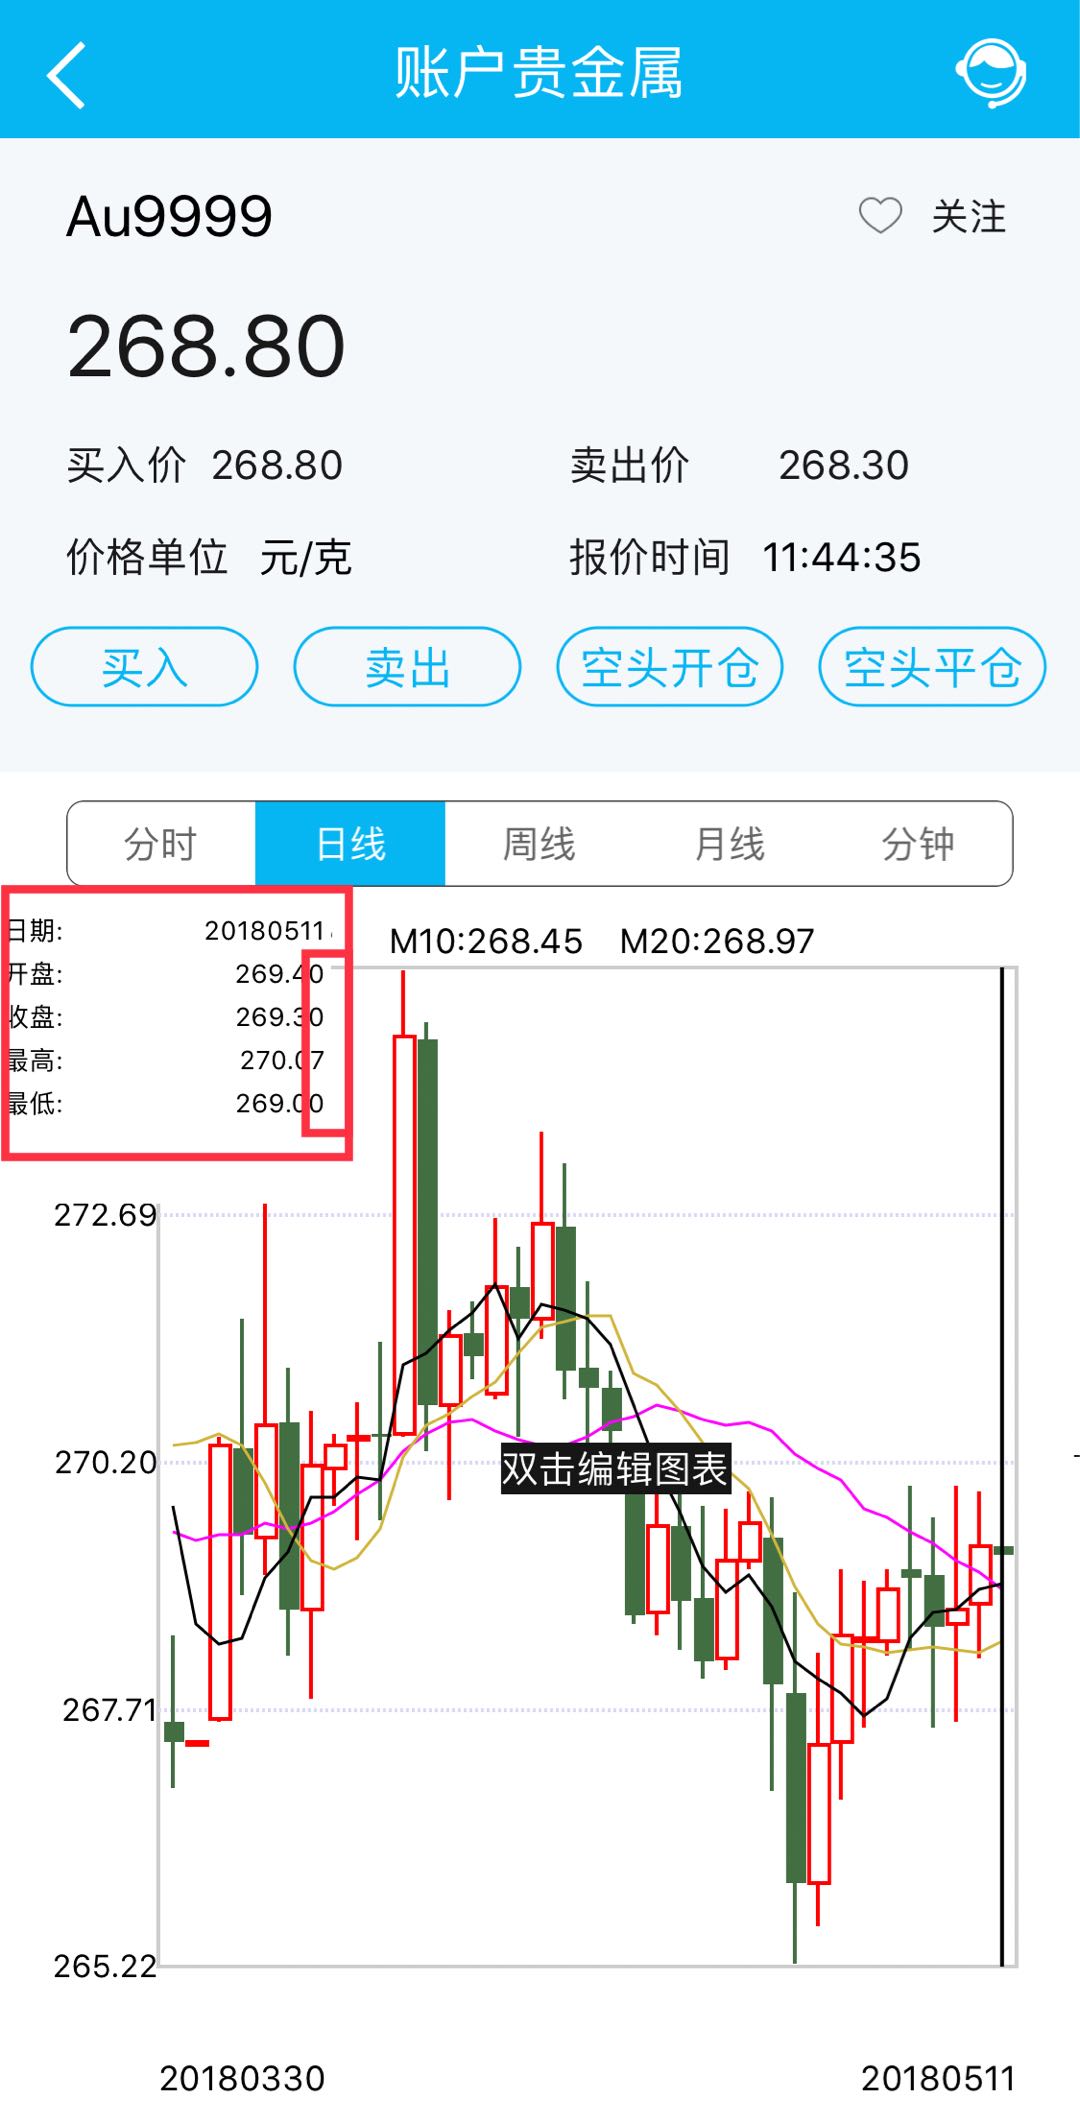 账户贵金属
Au9999 关注
268.80
买入价 268.80 卖出价 268.30
价格单位 元/克 报价时间 11:44:35
买入 卖出 空头开仓 空头平仓
分时 日线 周线 月线 分钟
日期: 20180511
M10:268.45 M20:268.97
开盘: 269.40
收盘: 269.30
最高: 270.07
最低: 269.00
272.69
270.20
双击编辑图表
267.71
265.22
20180330 20180511